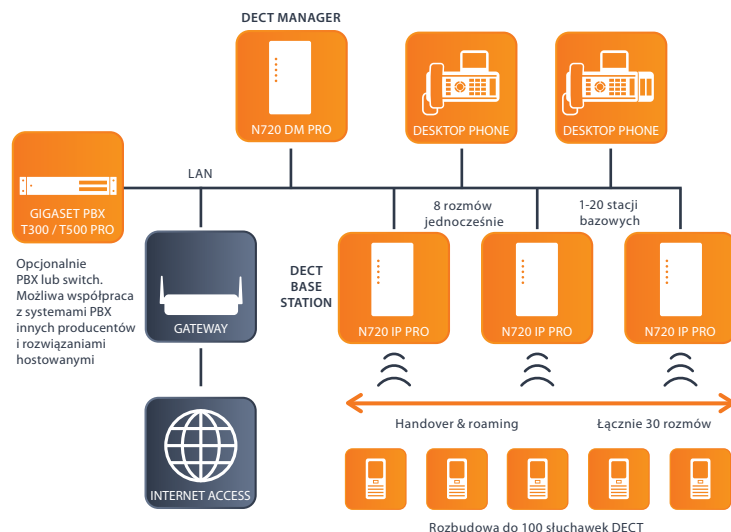 DECT MANAGER
N720 DM PRO
DESKTOP PHONE
DESKTOP PHONE
LAN
GIGASET PBX
T300 / T500 PRO
8 rozmów
jednocześnie
1-20 stacji
bazowych
Opcjonalnie
PBX lub switch.
Możliwa współpraca
z systemami PBX
innych producentów
i rozwiązaniami
hostowanymi
GATEWAY
DECT
BASE
STATION
N720 IP PRO
N720 IP PRO
N720 IP PRO
Handover & roaming
Łącznie 30 rozmów
INTERNET ACCESS
Rozbudowa do 100 słuchawek DECT